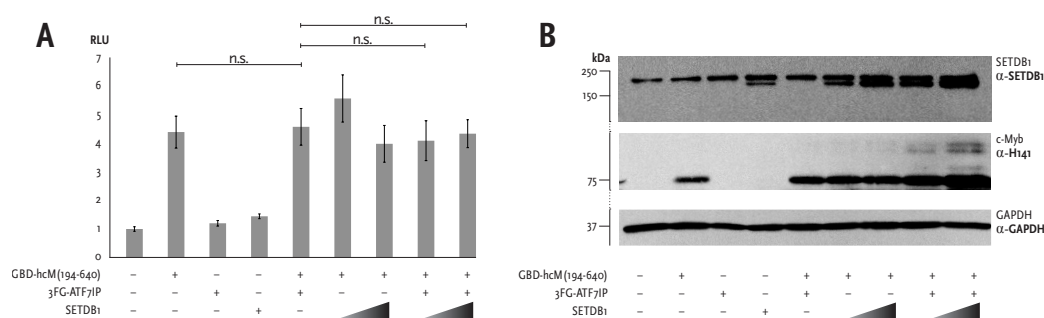 A
RLU
n.s.
n.s.
n.s.
7
6
5
4
3
2
1
0
GBD-hcM(194-640) – + – – + + + + +
3FG-ATF7IP – – + – + – – + +
SETDB1 – – – + –
B
kDa
250
150
SETDB1
α-SETDB1
75
c-Myb
α-H141
37
GAPDH
α-GAPDH
GBD-hcM(194-640) – + – – + + + + +
3FG-ATF7IP – – + – + – – + +
SETDB1 – – – + –